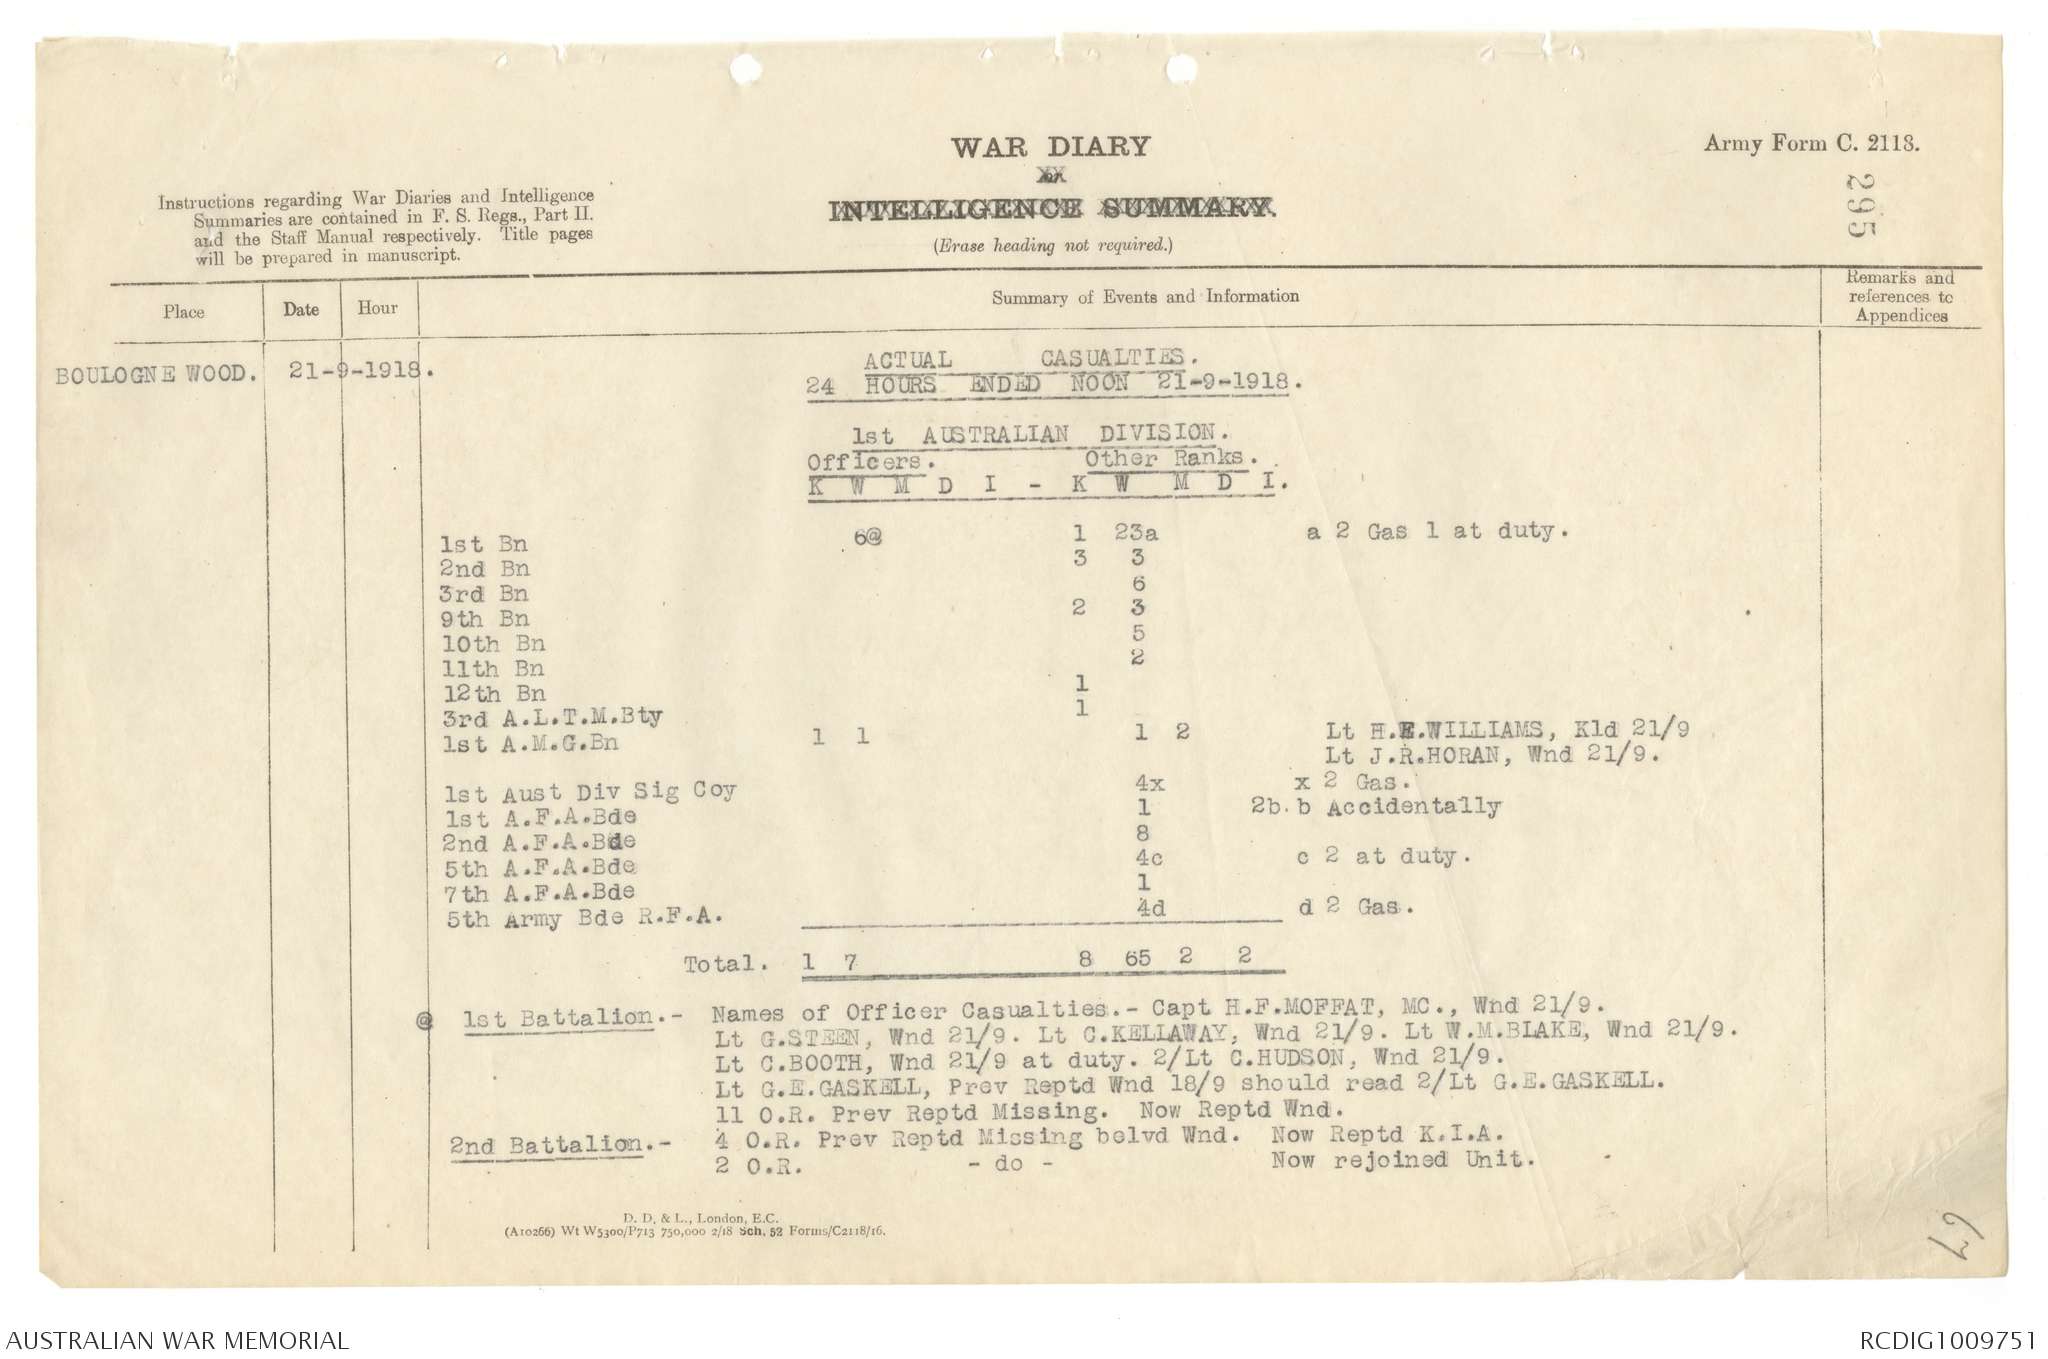 WAR DIARY
or
INTELLIGENCE SUMMARY.
(Erase heading not required.)
Army Form C. 2118.
295
Instructions regarding War Diaries and Intelligence
Summaries are contained in F. S. Regs., Part II.
and the Staff Manual respectively. Title pages
will be prepared in manuscript.
Place Date Hour Summary of Events and Information Remarks and references to Appendices
BOULOGNE WOOD. 21-9-1918.
ACTUAL CASUALTIES.
24 HOURS ENDED NOON 21-9-1918.
1st AUSTRALIAN DIVISION.
Officers. Other Ranks.
K W M D I - K W M D I.
1st Bn 6@ 1 23a a 2 Gas 1 at duty.
2nd Bn 3 3
3rd Bn 6
9th Bn 2 3
10th Bn 5
11th Bn 2
12th Bn 1
3rd A.L.T.M.Bty 1
1st A.M.G.Bn 1 1 1 2 Lt H.E.WILLIAMS, Kld 21/9
Lt J.R.HORAN, Wnd 21/9.
1st Aust Div Sig Coy 4x x 2 Gas.
1st A.F.A.Bde 1 2b. b Accidentally
2nd A.F.A.Bde 8
5th A.F.A.Bde 4c c 2 at duty.
7th A.F.A.Bde 1
5th Army Bde R.F.A. 4d d 2 Gas.
Total. 1 7 8 65 2 2
@ 1st Battalion.- Names of Officer Casualties.- Capt H.F.MOFFAT, MC., Wnd 21/9.
Lt G.STEEN, Wnd 21/9. Lt C.KELLAWAY, Wnd 21/9. Lt W.M.BLAKE, Wnd 21/9.
Lt C.BOOTH, Wnd 21/9 at duty. 2/Lt C.HUDSON, Wnd 21/9.
Lt G.E.GASKELL, Prev Reptd Wnd 18/9 should read 2/Lt G.E.GASKELL.
11 O.R. Prev Reptd Missing. Now Reptd Wnd.
2nd Battalion.- 4 O.R. Prev Reptd Missing belvd Wnd. Now Reptd K.I.A.
2 O.R. - do - Now rejoined Unit.
D. D. & L., London, E.C.
(A10266) Wt W5300/P713 750,000 2/18 Sch. 52 Forms/C2118/16.
67
AUSTRALIAN WAR MEMORIAL
RCDIG1009751